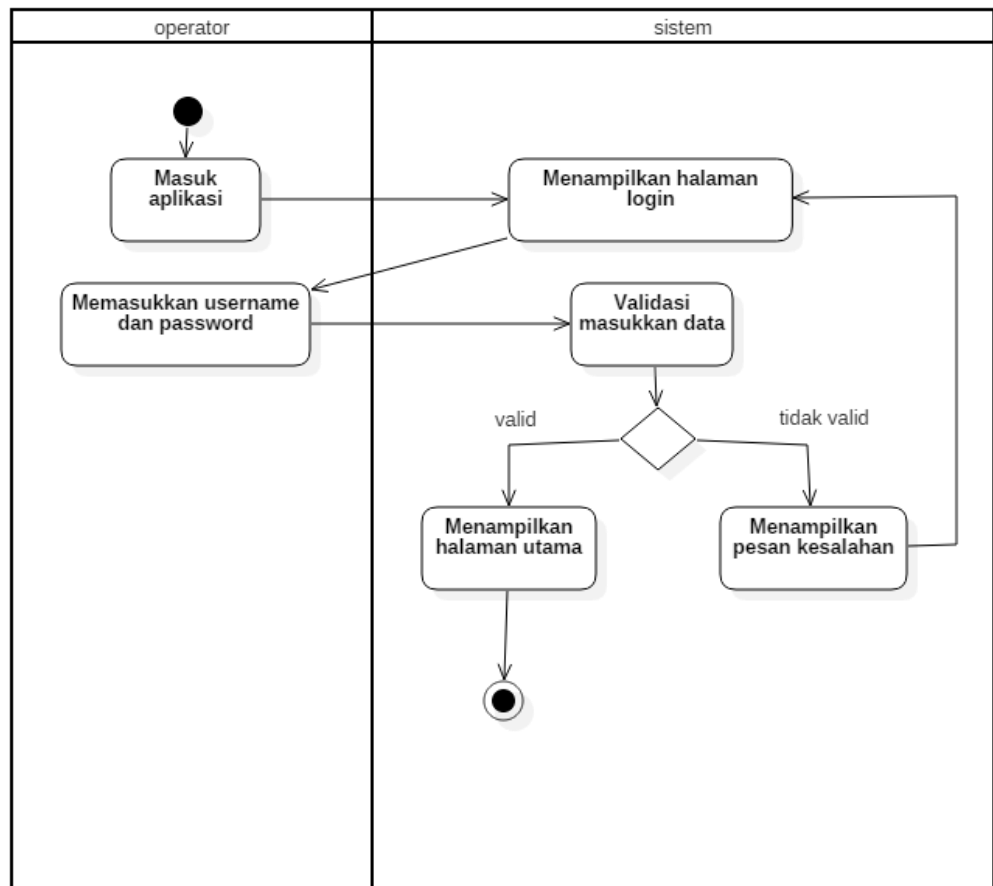 operator
sistem
Masuk
aplikasi
Menampilkan halaman
login
Memasukkan username
dan password
Validasi
masukkan data
valid
tidak valid
Menampilkan
halaman utama
Menampilkan
pesan kesalahan